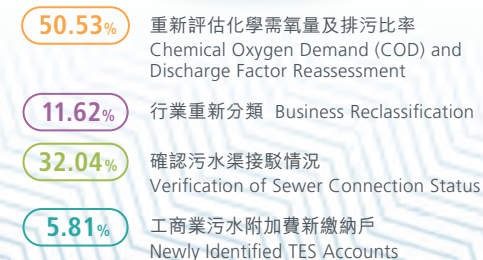 50.53%
重新評估化學需氧量及排污比率
Chemical Oxygen Demand (COD) and
Discharge Factor Reassessment
11.62%
行業重新分類 Business Reclassification
32.04%
確認污水渠接駁情況
Verification of Sewer Connection Status
5.81%
工商業污水附加費新繳納戶
Newly Identified TES Accounts